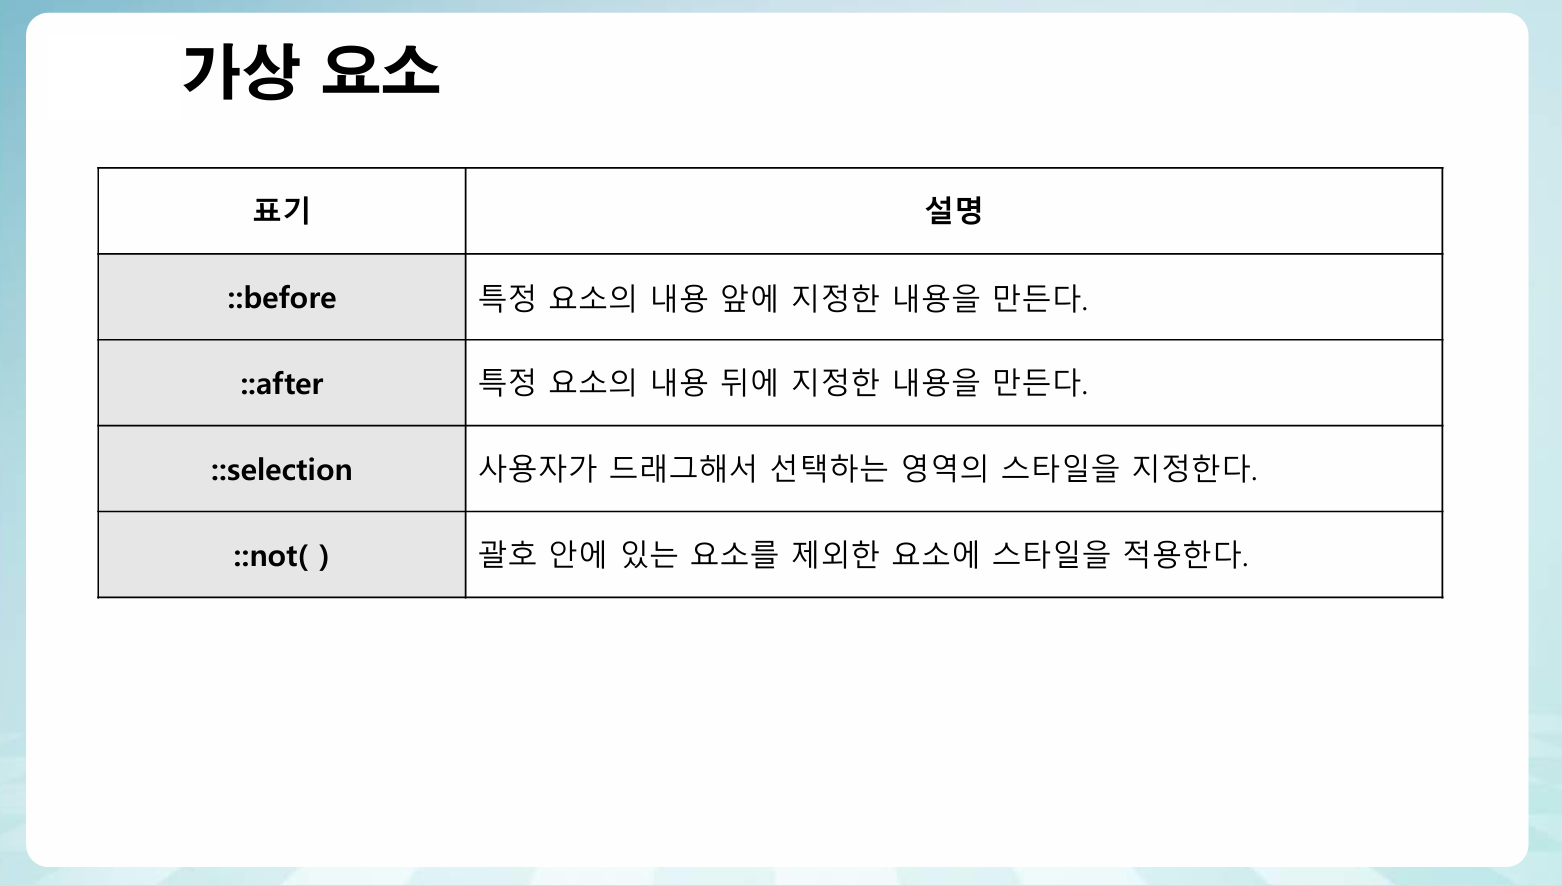 가상 요소
표기 설명
::before 특정 요소의 내용 앞에 지정한 내용을 만든다.
::after 특정 요소의 내용 뒤에 지정한 내용을 만든다.
::selection 사용자가 드래그해서 선택하는 영역의 스타일을 지정한다.
::not( ) 괄호 안에 있는 요소를 제외한 요소에 스타일을 적용한다.